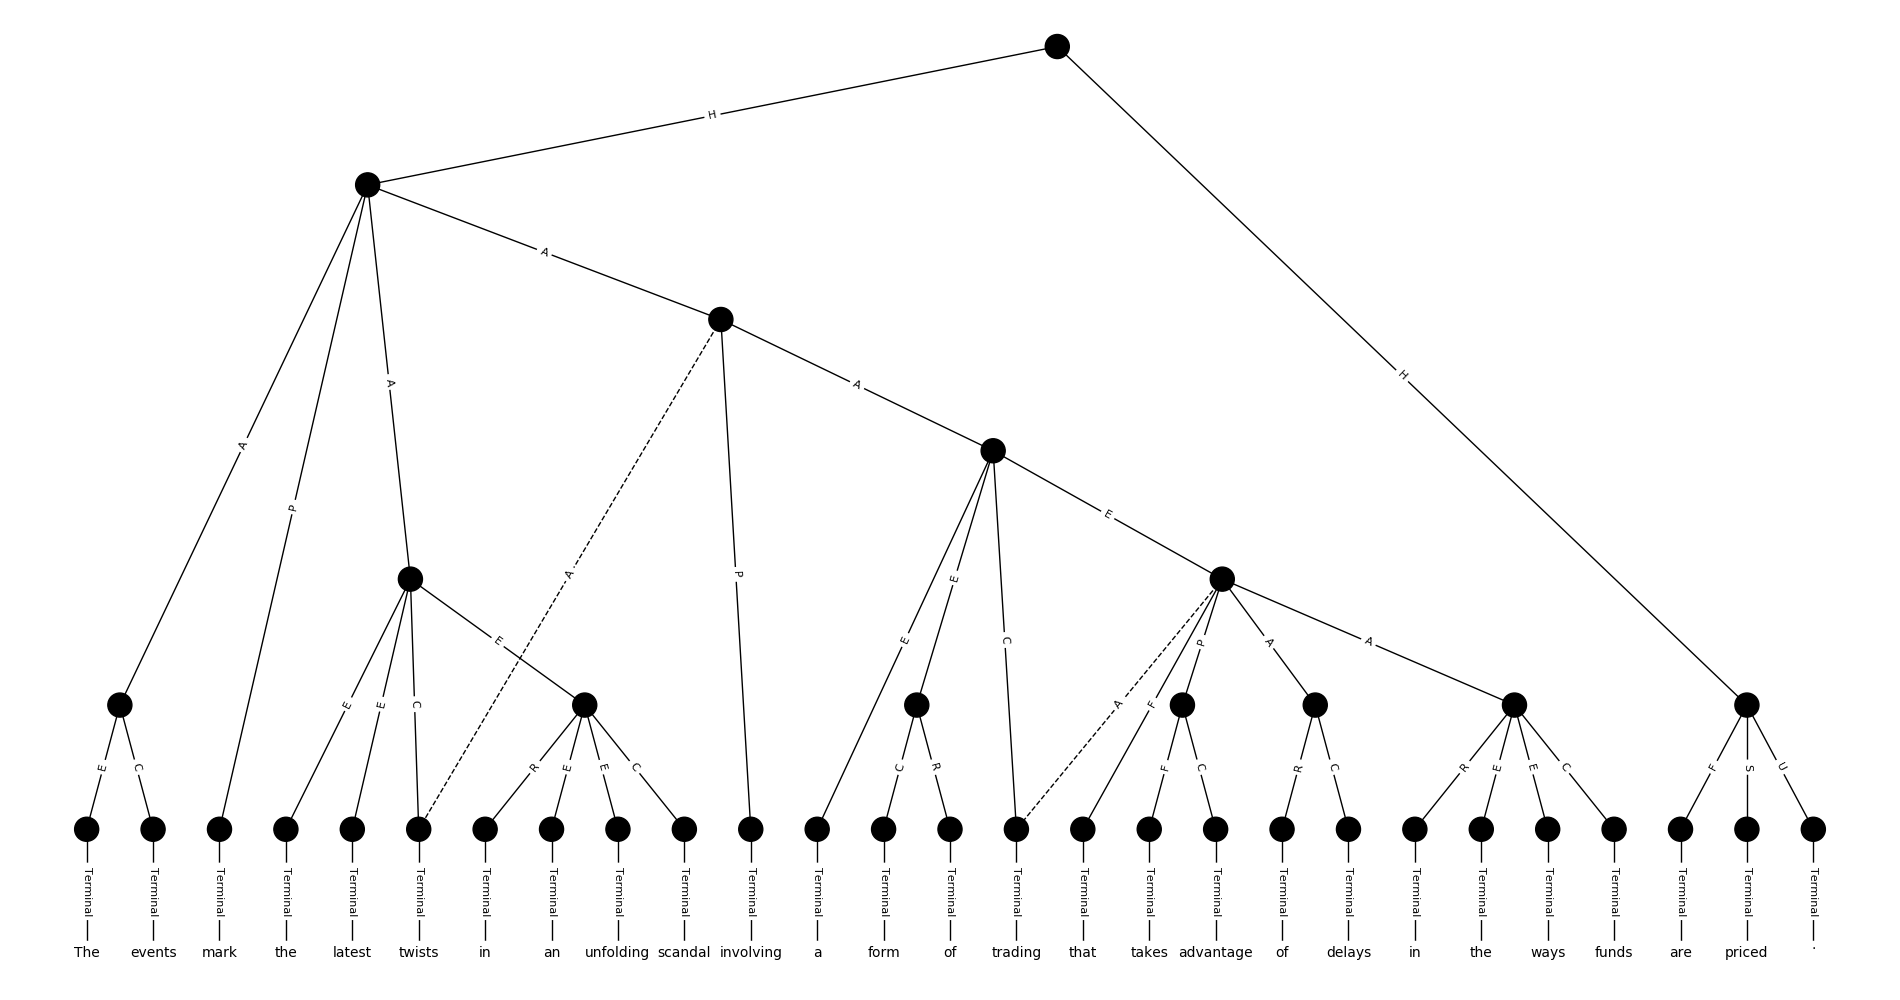 H
A
A
H
A
A
P
A
E
A
P
E
E
E
C
P
A
A
E
E
C
A
F
E
C
R
E
E
C
C
R
F
C
R
C
R
E
E
C
F
S
U
Terminal Terminal Terminal Terminal Terminal Terminal Terminal Terminal Terminal Terminal Terminal Terminal Terminal Terminal Terminal Terminal Terminal Terminal Terminal Terminal Terminal Terminal Terminal Terminal Terminal Terminal Terminal
The events mark the latest twists in an unfolding scandal involving a form of trading that takes advantage of delays in the ways funds are priced .